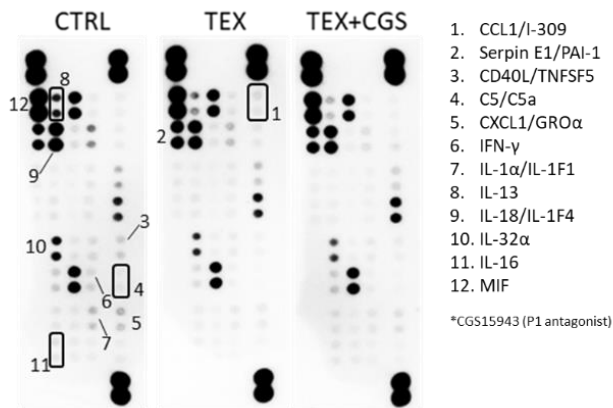 CTRL
TEX
TEX+CGS
8
12
9
10
11
3
4
6
5
7
2
1
1. CCL1/I-309
2. Serpin E1/PAI-1
3. CD40L/TNFSF5
4. C5/C5a
5. CXCL1/GROα
6. IFN-γ
7. IL-1α/IL-1F1
8. IL-13
9. IL-18/IL-1F4
10. IL-32α
11. IL-16
12. MIF
*CGS15943 (P1 antagonist)